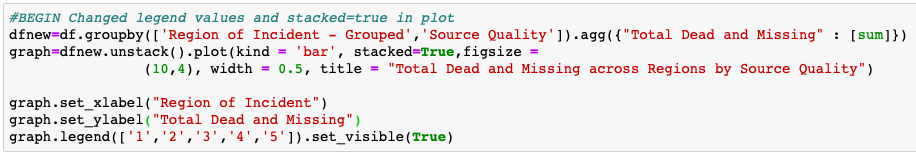 #BEGIN Changed legend values and stacked=true in plot
dfnew=df.groupby(['Region of Incident - Grouped','Source Quality']).agg({"Total Dead and Missing" : [sum]})
graph=dfnew.unstack().plot(kind = 'bar', stacked=True,figsize =
(10,4), width = 0.5, title = "Total Dead and Missing across Regions by Source Quality")
graph.set_xlabel("Region of Incident")
graph.set_ylabel("Total Dead and Missing")
graph.legend(['1','2','3','4','5']).set_visible(True)